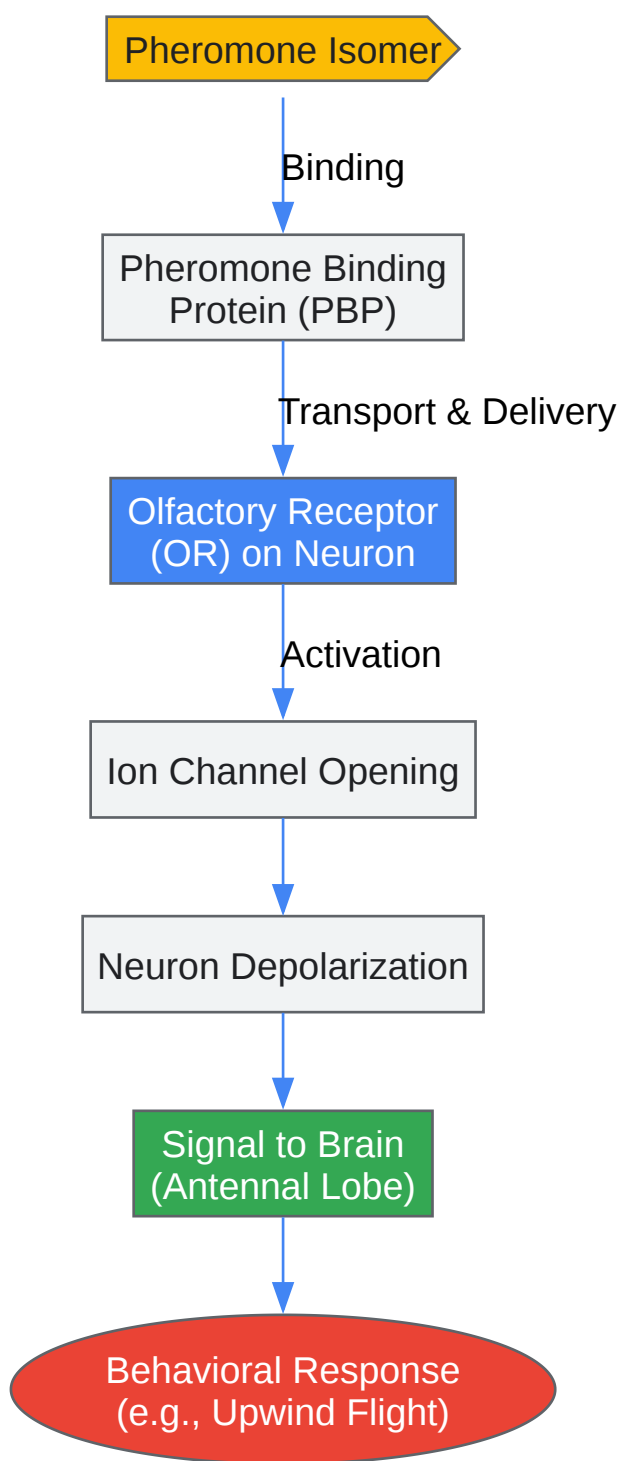 Pheromone Isomer
Binding
Pheromone Binding
Protein (PBP)
Transport & Delivery
Olfactory Receptor
(OR) on Neuron
Activation
Ion Channel Opening
Neuron Depolarization
Signal to Brain
(Antennal Lobe)
Behavioral Response
(e.g., Upwind Flight)